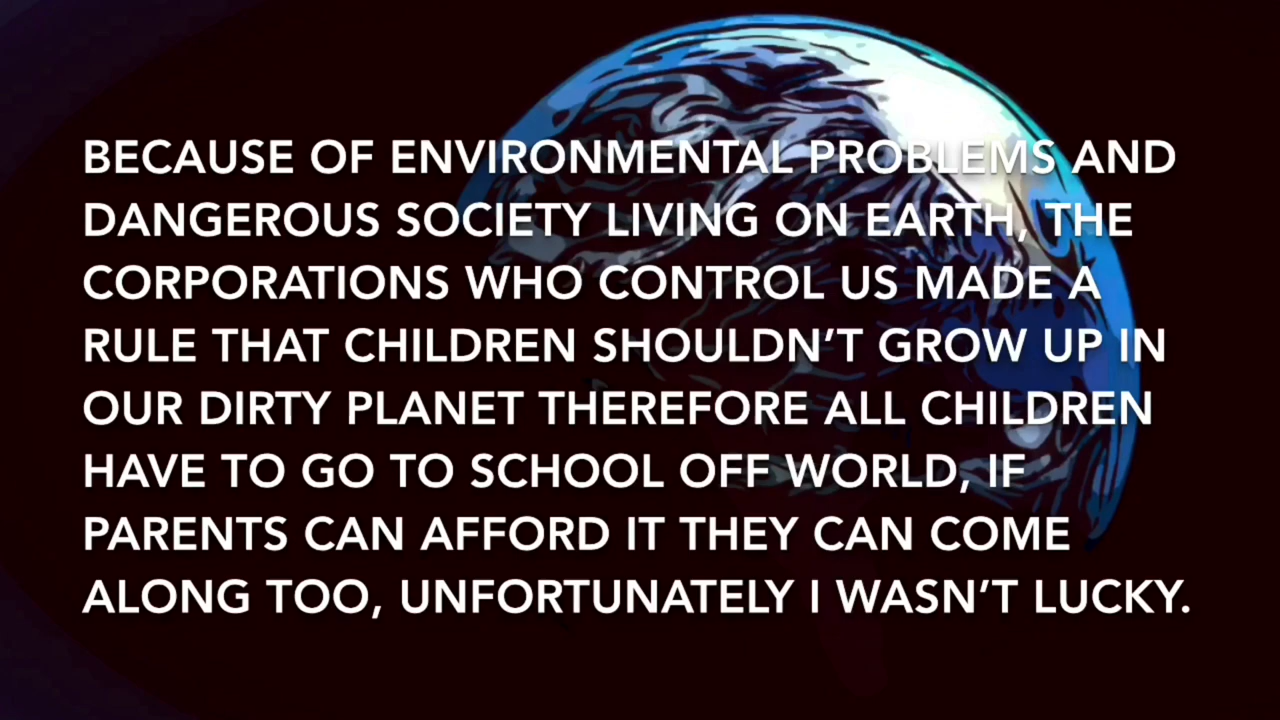 BECAUSE OF ENVIRONMENTAL PROBLEMS AND
DANGEROUS SOCIETY LIVING ON EARTH, THE
CORPORATIONS WHO CONTROL US MADE A
RULE THAT CHILDREN SHOULDN’T GROW UP IN
OUR DIRTY PLANET THEREFORE ALL CHILDREN
HAVE TO GO TO SCHOOL OFF WORLD, IF
PARENTS CAN AFFORD IT THEY CAN COME
ALONG TOO, UNFORTUNATELY I WASN’T LUCKY.